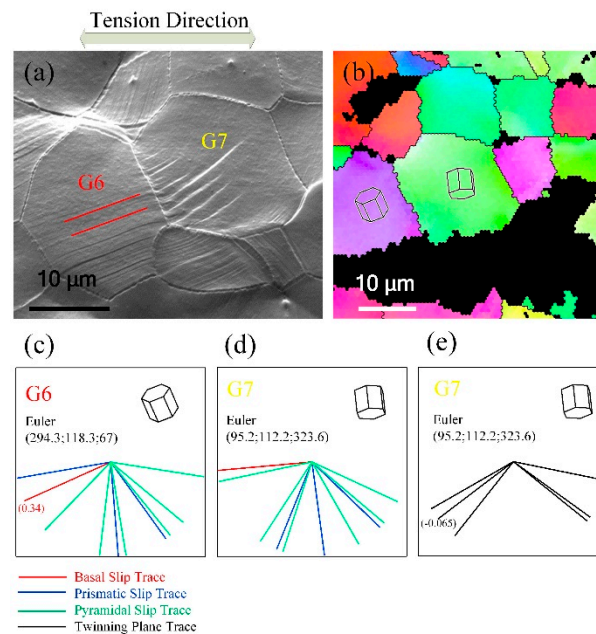 Tension Direction
(a)
(b)
G7
G6
10 μm
10 μm
(c)
(d)
(e)
G6
Euler
(294.3;118.3;67)
(0.34)
G7
Euler
(95.2;112.2;323.6)
G7
Euler
(95.2;112.2;323.6)
(-0.065)
Basal Slip Trace
Prismatic Slip Trace
Pyramidal Slip Trace
Twinning Plane Trace